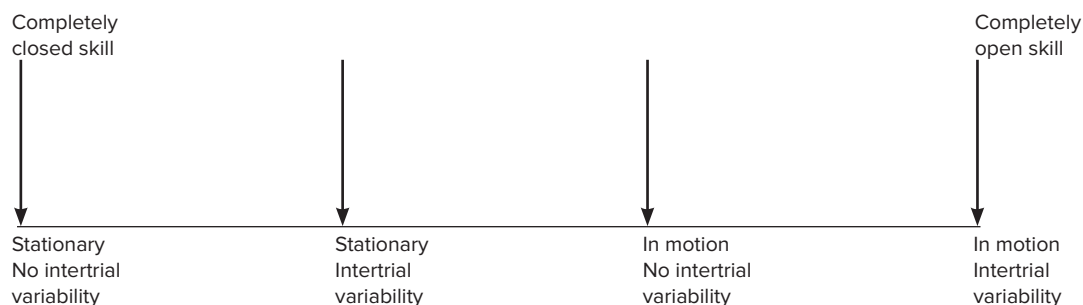 Completely
closed skill
Completely
open skill
Stationary
No intertrial
variability
Stationary
Intertrial
variability
In motion
No intertrial
variability
In motion
Intertrial
variability